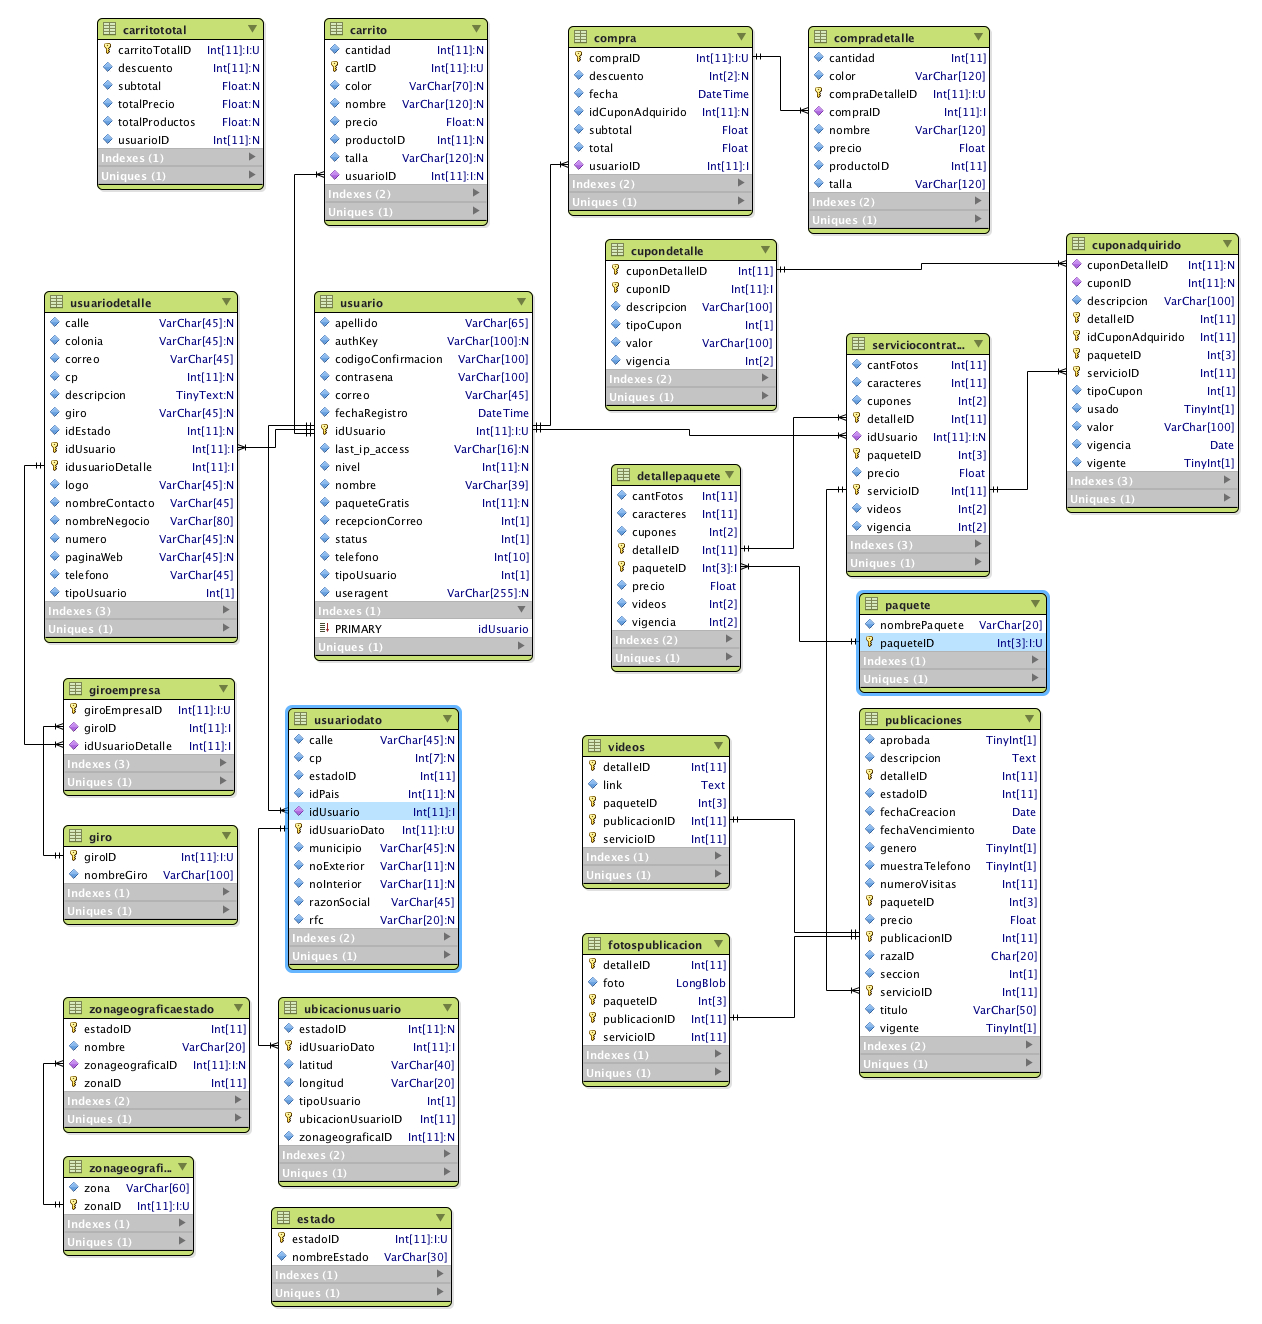 carritototal
carritoTotalID Int[11]:I:U
descuento Int[11]:N
subtotal Float:N
totalPrecio Float:N
totalProductos Float:N
usuarioID Int[11]:N
Indexes (1)
Uniques (1)
carrito
cantidad Int[11]:N
cartID Int[11]:I:U
color VarChar[70]:N
nombre VarChar[120]:N
precio Float:N
productoID Int[11]:N
talla VarChar[120]:N
usuarioID Int[11]:I:N
Indexes (2)
Uniques (1)
compra
compraID Int[11]:I:U
descuento Int[2]:N
fecha DateTime
idCuponAdquirido Int[11]:N
subtotal Float
total Float
usuarioID Int[11]:I
Indexes (2)
Uniques (1)
compradetalle
cantidad Int[11]
color VarChar[120]
compraDetalleID Int[11]:I:U
compraID Int[11]:I
nombre VarChar[120]
precio Float
productoID Int[11]
talla VarChar[120]
Indexes (2)
Uniques (1)
cupondetalle
cuponDetalleID Int[11]
cuponID Int[11]:I
descripcion VarChar[100]
tipoCupon Int[1]
valor VarChar[100]
vigencia Int[2]
Indexes (2)
Uniques (1)
cuponadquirido
cuponDetalleID Int[11]:N
cuponID Int[11]:N
descripcion VarChar[100]
detalleID Int[11]
idCuponAdquirido Int[11]
paqueteID Int[3]
servicioID Int[11]
tipoCupon Int[1]
usado TinyInt[1]
valor VarChar[100]
vigencia Date
vigente TinyInt[1]
Indexes (3)
Uniques (1)
usuariodetalle
calle VarChar[45]:N
colonia VarChar[45]:N
correo VarChar[45]
cp Int[11]:N
descripcion TinyText:N
giro VarChar[45]:N
idEstado Int[11]:N
idUsuario Int[11]:I
idusuarioDetalle Int[11]:I
logo VarChar[45]:N
nombreContacto VarChar[45]
nombreNegocio VarChar[80]
numero VarChar[45]:N
paginaWeb VarChar[45]:N
telefono VarChar[45]
tipoUsuario Int[1]
Indexes (3)
Uniques (1)
usuario
apellido VarChar[65]
authKey VarChar[100]:N
codigoConfirmacion VarChar[100]
contrasena VarChar[100]
correo VarChar[45]
fechaRegistro DateTime
idUsuario Int[11]:I:U
last_ip_access VarChar[16]:N
nivel Int[11]:N
nombre VarChar[39]
paqueteGratis Int[11]:N
recepcionCorreo Int[1]
status Int[1]
telefono Int[10]
tipoUsuario Int[1]
useragent VarChar[255]:N
Indexes (1)
PRIMARY idUsuario
Uniques (1)
serviciocontrat...
cantFotos Int[11]
caracteres Int[11]
cupones Int[2]
detalleID Int[11]
idUsuario Int[11]:I:N
paqueteID Int[3]
precio Float
servicioID Int[11]
videos Int[2]
vigencia Int[2]
Indexes (3)
Uniques (1)
detallepaquete
cantFotos Int[11]
caracteres Int[11]
cupones Int[2]
detalleID Int[11]
paqueteID Int[3]:I
precio Float
videos Int[2]
vigencia Int[2]
Indexes (2)
Uniques (1)
paquete
nombrePaquete VarChar[20]
paqueteID Int[3]:I:U
Indexes (1)
Uniques (1)
giroempresa
giroEmpresaID Int[11]:I:U
giroID Int[11]:I
idUsuarioDetalle Int[11]:I
Indexes (3)
Uniques (1)
usuariodato
calle VarChar[45]:N
cp Int[7]:N
estadoID Int[11]
idPais Int[11]:N
idUsuario Int[11]:I
idUsuarioDato Int[11]:I:U
municipio VarChar[45]:N
noExterior VarChar[11]:N
noInterior VarChar[11]:N
razonSocial VarChar[45]
rfc VarChar[20]:N
Indexes (2)
Uniques (1)
videos
detalleID Int[11]
link Text
paqueteID Int[3]
publicacionID Int[11]
servicioID Int[11]
Indexes (1)
Uniques (1)
publicaciones
aprobada TinyInt[1]
descripcion Text
detalleID Int[11]
estadoID Int[11]
fechaCreacion Date
fechaVencimiento Date
genero TinyInt[1]
muestraTelefono TinyInt[1]
numeroVisitas Int[11]
paqueteID Int[3]
precio Float
publicacionID Int[11]
razaID Char[20]
seccion Int[1]
servicioID Int[11]
titulo VarChar[50]
vigente TinyInt[1]
Indexes (2)
Uniques (1)
giro
giroID Int[11]:I:U
nombreGiro VarChar[100]
Indexes (1)
Uniques (1)
fotospublicacion
detalleID Int[11]
foto LongBlob
paqueteID Int[3]
publicacionID Int[11]
servicioID Int[11]
Indexes (1)
Uniques (1)
zonageograficaestado
estadoID Int[11]
nombre VarChar[20]
zonageograficaID Int[11]:I:N
zonaID Int[11]
Indexes (2)
Uniques (1)
ubicacionusuario
estadoID Int[11]:N
idUsuarioDato Int[11]:I
latitud VarChar[40]
longitud VarChar[20]
tipoUsuario Int[1]
ubicacionUsuarioID Int[11]
zonageograficaID Int[11]:N
Indexes (2)
Uniques (1)
zonageografi...
zona VarChar[60]
zonaID Int[11]:I:U
Indexes (1)
Uniques (1)
estado
estadoID Int[11]:I:U
nombreEstado VarChar[30]
Indexes (1)
Uniques (1)